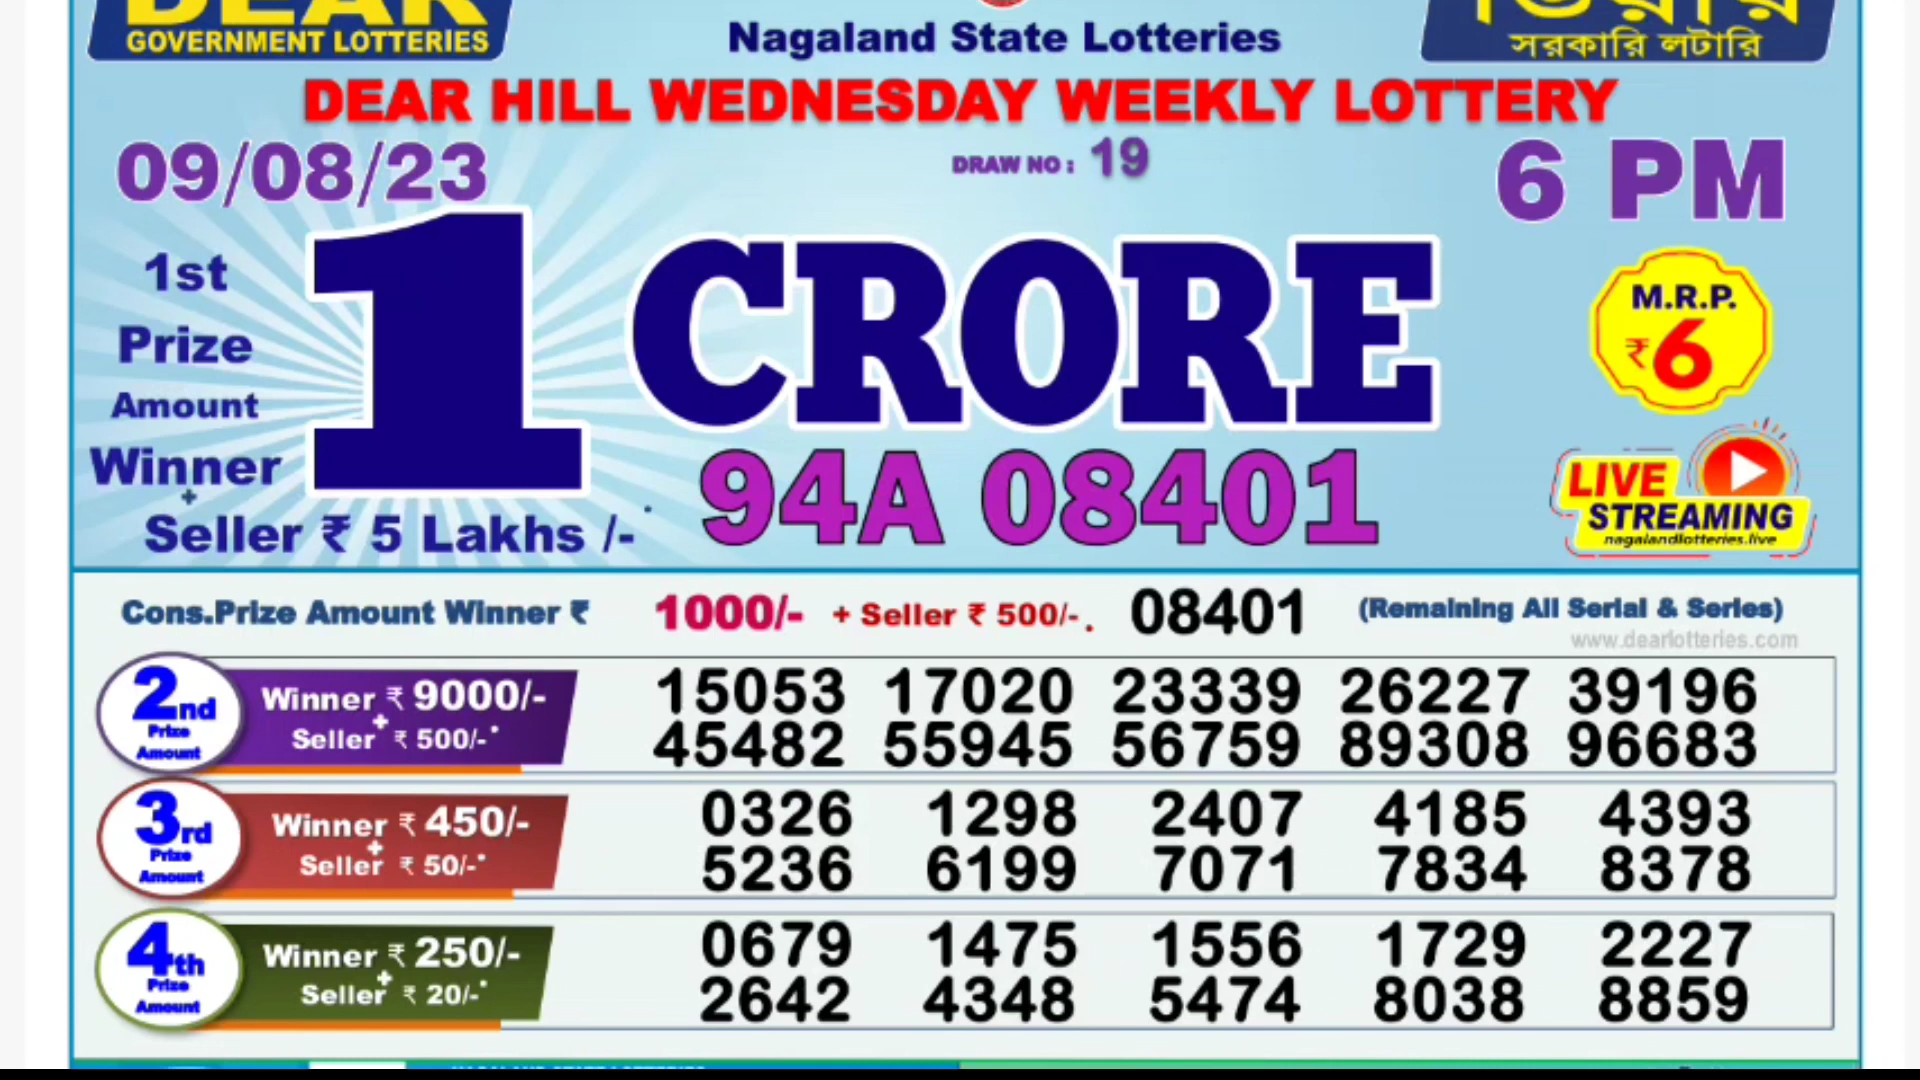 DEAR
GOVERNMENT LOTTERIES
Nagaland State Lotteries
ডিয়ার
সরকারি লটারি
DEAR HILL WEDNESDAY WEEKLY LOTTERY
09/08/23
DRAW NO : 19
6 PM
1st
Prize
Amount
Winner
+
Seller ₹ 5 Lakhs /-
1 CRORE
94A 08401
M.R.P.
₹6
LIVE
STREAMING
nagalandlotteries.live
Cons.Prize Amount Winner ₹ 1000/- + Seller ₹ 500/-. 08401 (Remaining All Serial & Series)
www.dearlotteries.com
2nd
Prize
Amount
Winner ₹ 9000/-
+
Seller ₹ 500/-*
15053 17020 23339 26227 39196
45482 55945 56759 89308 96683
3rd
Prize
Amount
Winner ₹ 450/-
+
Seller ₹ 50/-*
0326 1298 2407 4185 4393
5236 6199 7071 7834 8378
4th
Prize
Amount
Winner ₹ 250/-
+
Seller ₹ 20/-*
0679 1475 1556 1729 2227
2642 4348 5474 8038 8859